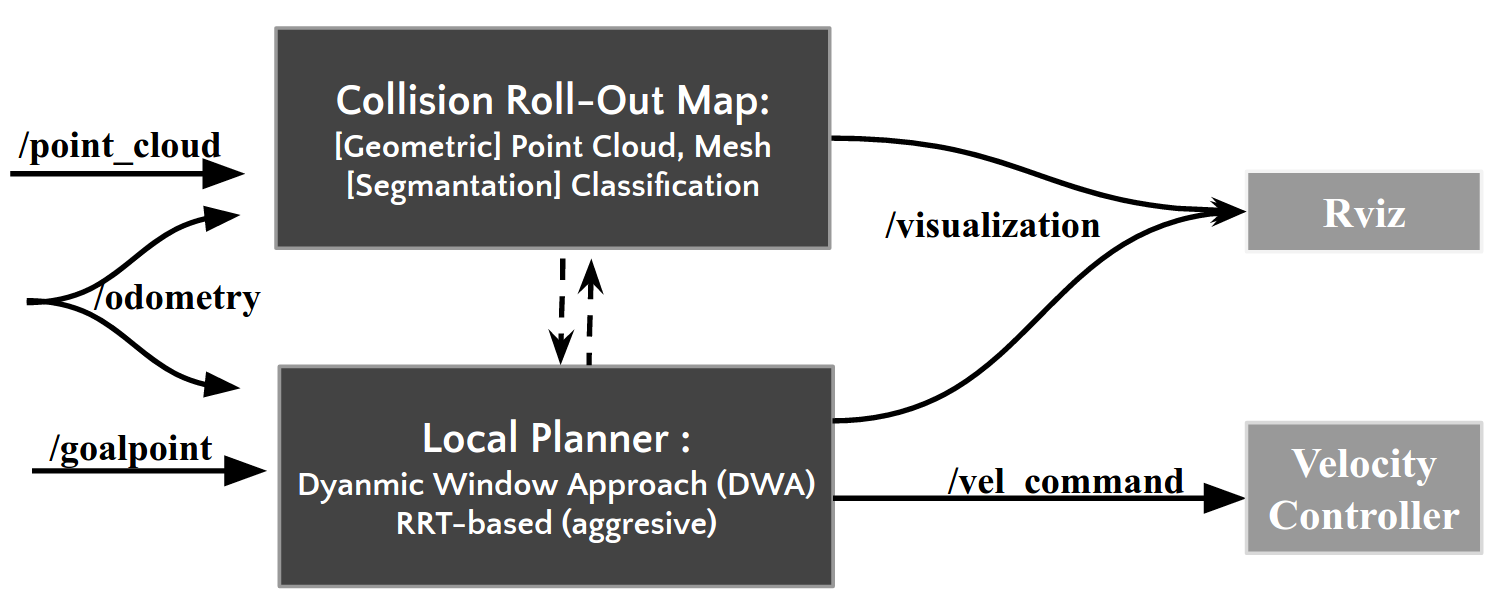 /point_cloud
/odometry
/goalpoint
Collision Roll-Out Map:
[Geometric] Point Cloud, Mesh
[Segmantation] Classification
Local Planner :
Dyanmic Window Approach (DWA)
RRT-based (aggresive)
/visualization
/vel_command
Rviz
Velocity
Controller